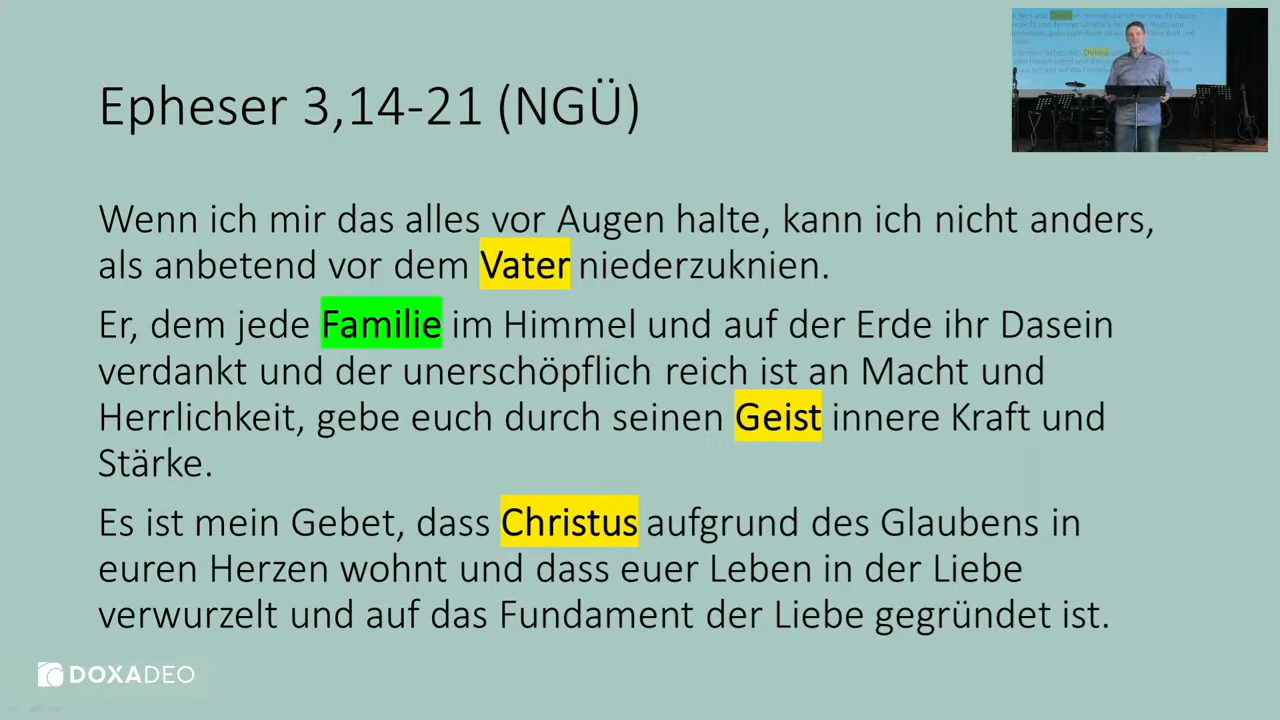 Epheser 3,14-21 (NGÜ)
Wenn ich mir das alles vor Augen halte, kann ich nicht anders,
als anbetend vor dem Vater niederzuknien.
Er, dem jede Familie im Himmel und auf der Erde ihr Dasein
verdankt und der unerschöpflich reich ist an Macht und
Herrlichkeit, gebe euch durch seinen Geist innere Kraft und
Stärke.
Es ist mein Gebet, dass Christus aufgrund des Glaubens in
euren Herzen wohnt und dass euer Leben in der Liebe
verwurzelt und auf das Fundament der Liebe gegründet ist.
DOXADEO